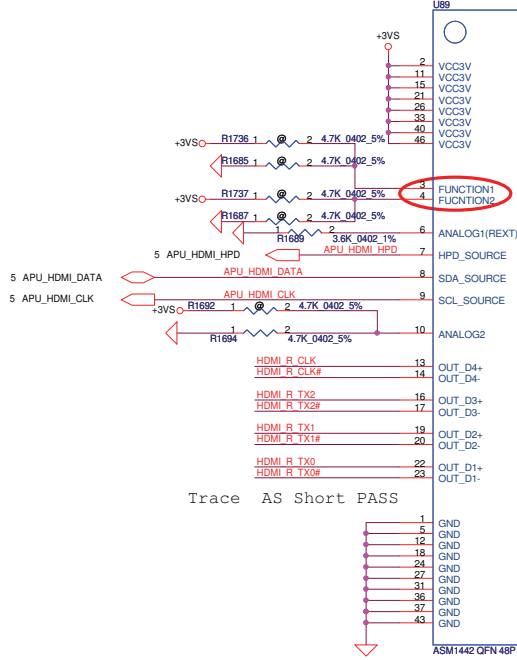 U89
+3VS
2 VCC3V
11 VCC3V
15 VCC3V
21 VCC3V
26 VCC3V
33 VCC3V
40 VCC3V
46 VCC3V
+3VS R1736 1 @ 2 4.7K_0402_5%
R1685 1 @ 2 4.7K_0402_5%
3 FUNCTION1
+3VS R1737 1 @ 2 4.7K_0402_5% 4 FUCNTION2
R1687 1 @ 2 4.7K_0402_5%
1 R1689 2 3.6K_0402_1% 6 ANALOG1(REXT)
5 APU_HDMI_HPD APU_HDMI_HPD 7 HPD_SOURCE
5 APU_HDMI_DATA APU_HDMI_DATA 8 SDA_SOURCE
5 APU_HDMI_CLK APU_HDMI_CLK 9 SCL_SOURCE
+3VS R1692 1 @ 2 4.7K_0402_5%
R1694 1 2 4.7K_0402_5% 10 ANALOG2
HDMI_R_CLK 13 OUT_D4+
HDMI_R_CLK# 14 OUT_D4-
HDMI_R_TX2 16 OUT_D3+
HDMI_R_TX2# 17 OUT_D3-
HDMI_R_TX1 19 OUT_D2+
HDMI_R_TX1# 20 OUT_D2-
HDMI_R_TX0 22 OUT_D1+
HDMI_R_TX0# 23 OUT_D1-
Trace AS Short PASS
1 GND
5 GND
12 GND
18 GND
24 GND
27 GND
31 GND
36 GND
37 GND
43 GND
ASM1442 QFN 48P